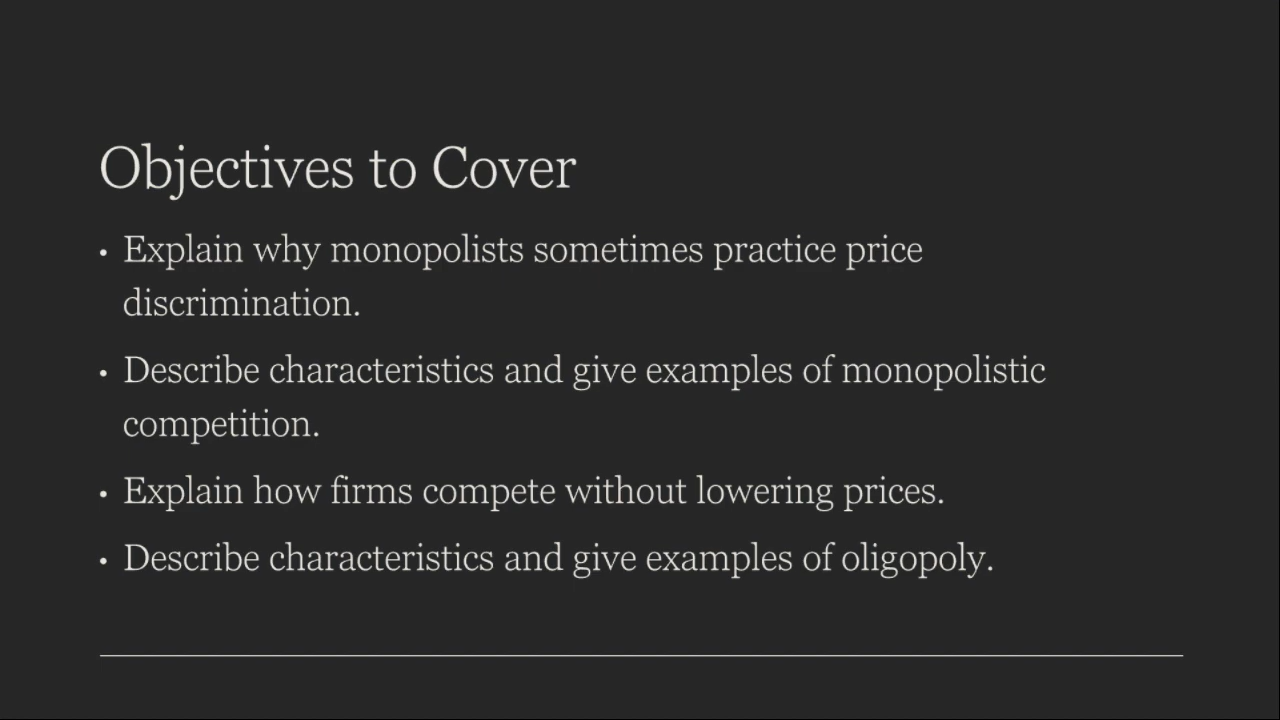 Objectives to Cover
• Explain why monopolists sometimes practice price
discrimination.
• Describe characteristics and give examples of monopolistic
competition.
• Explain how firms compete without lowering prices.
• Describe characteristics and give examples of oligopoly.